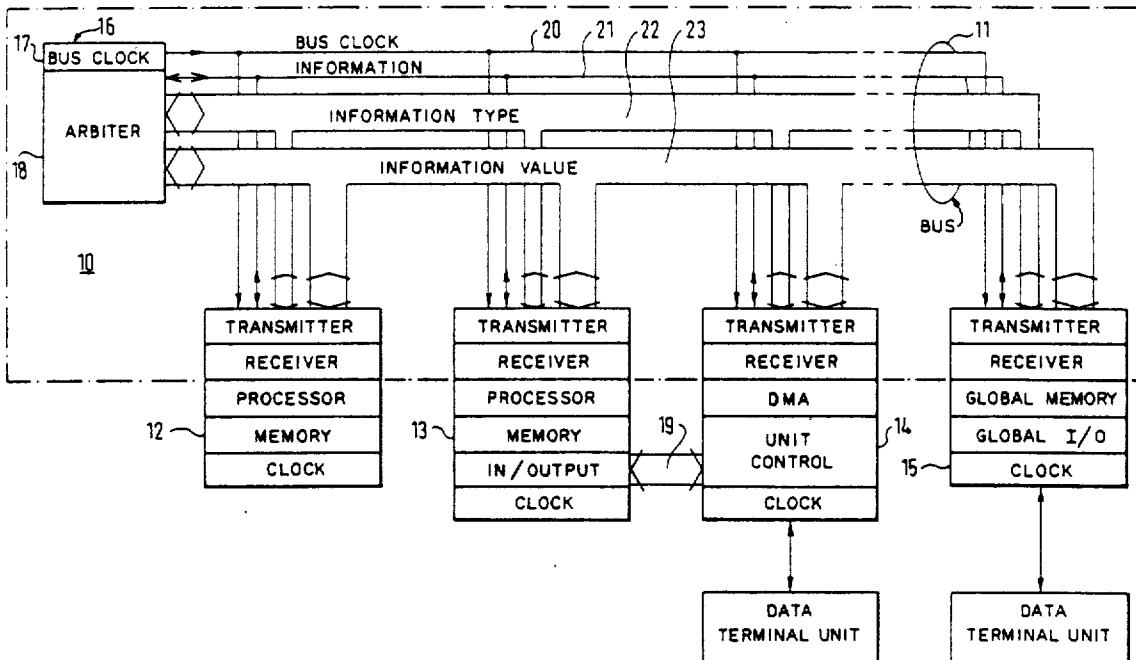 16
17
BUS CLOCK
BUS CLOCK
20
21
22
23
11
INFORMATION
ARBITER
INFORMATION TYPE
18
INFORMATION VALUE
BUS
10
TRANSMITTER
RECEIVER
PROCESSOR
12
MEMORY
CLOCK
TRANSMITTER
RECEIVER
PROCESSOR
13
MEMORY
IN/OUTPUT
CLOCK
19
TRANSMITTER
RECEIVER
DMA
14
UNIT
CONTROL
CLOCK
TRANSMITTER
RECEIVER
GLOBAL MEMORY
GLOBAL I/O
15
CLOCK
DATA
TERMINAL UNIT
DATA
TERMINAL UNIT